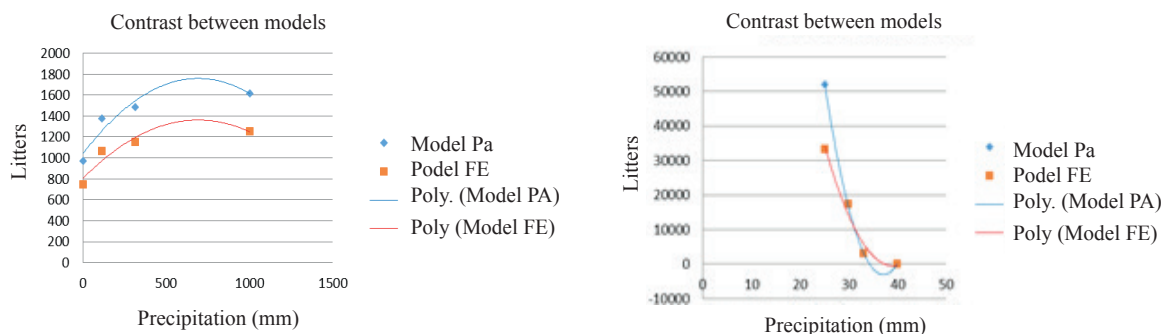 Contrast between models
2000
1800
1600
1400
1200
1000
800
600
400
200
0
0 500 1000 1500
Litters
Precipitation (mm)
Model Pa
Podel FE
Poly. (Model PA)
Poly (Model FE)
Contrast between models
60000
50000
40000
30000
20000
10000
0
-10000
0 10 20 30 40 50
Litters
Precipitation (mm)
Model Pa
Podel FE
Poly. (Model PA)
Poly (Model FE)